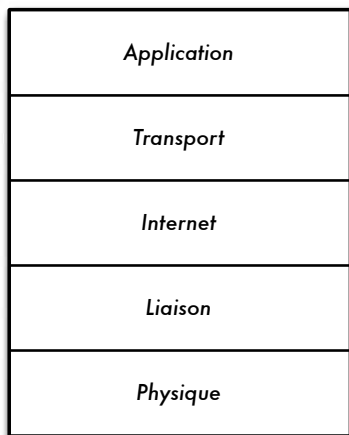 Application
Transport
Internet
Liaison
Physique